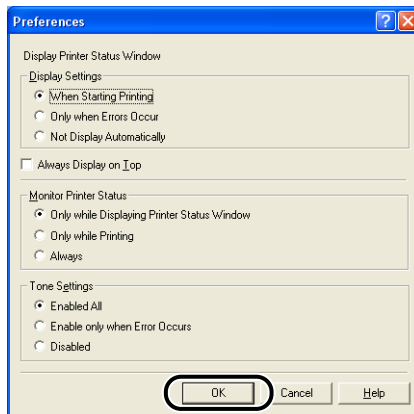 Preferences
?
Display Printer Status Window
Display Settings
When Starting Printing
Only when Errors Occur
Not Display Automatically
Always Display on Top
Monitor Printer Status
Only while Displaying Printer Status Window
Only while Printing
Always
Tone Settings
Enabled All
Enable only when Error Occurs
Disabled
OK Cancel Help